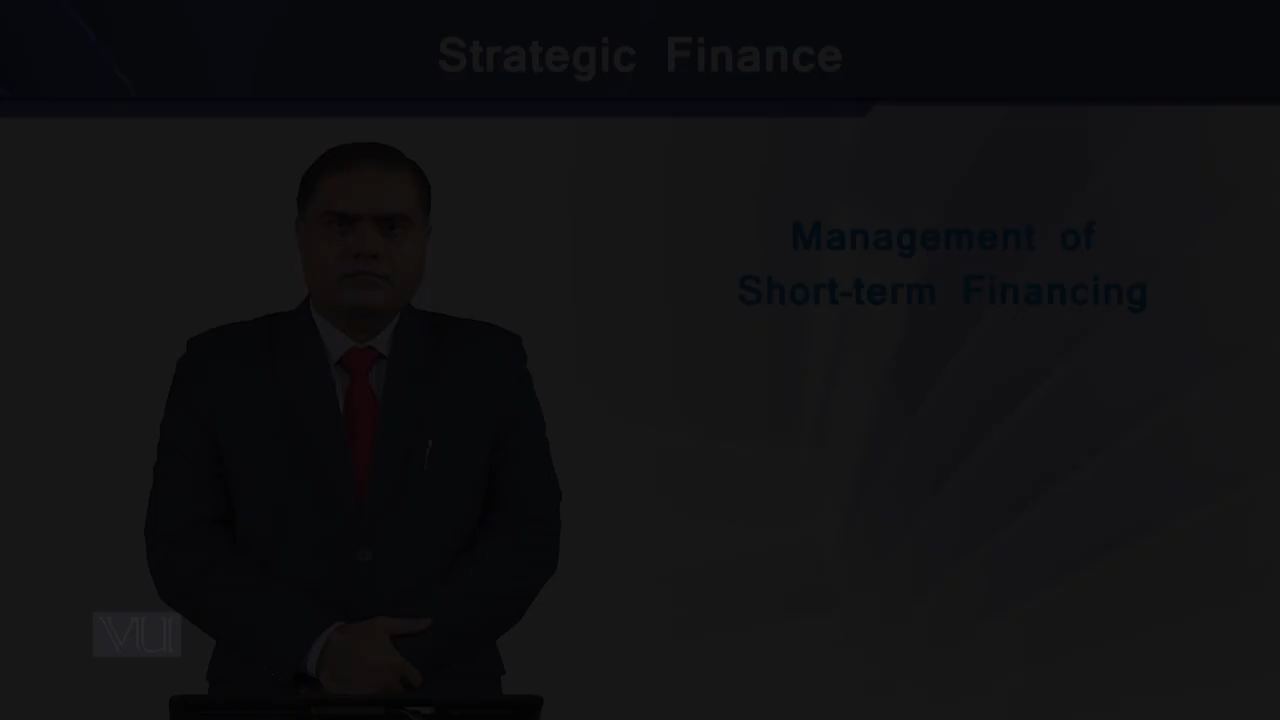 Strategic Finance
Management of
Short-term Financing
VU